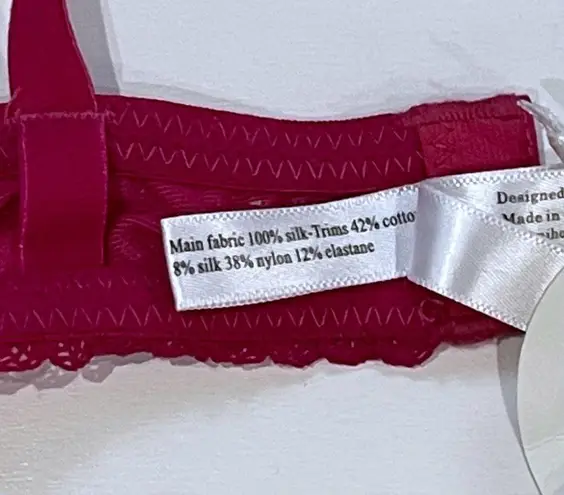 Main fabric 100% silk-Trims 42% cotto
8% silk 38% nylon 12% elastane
Designed
Made in